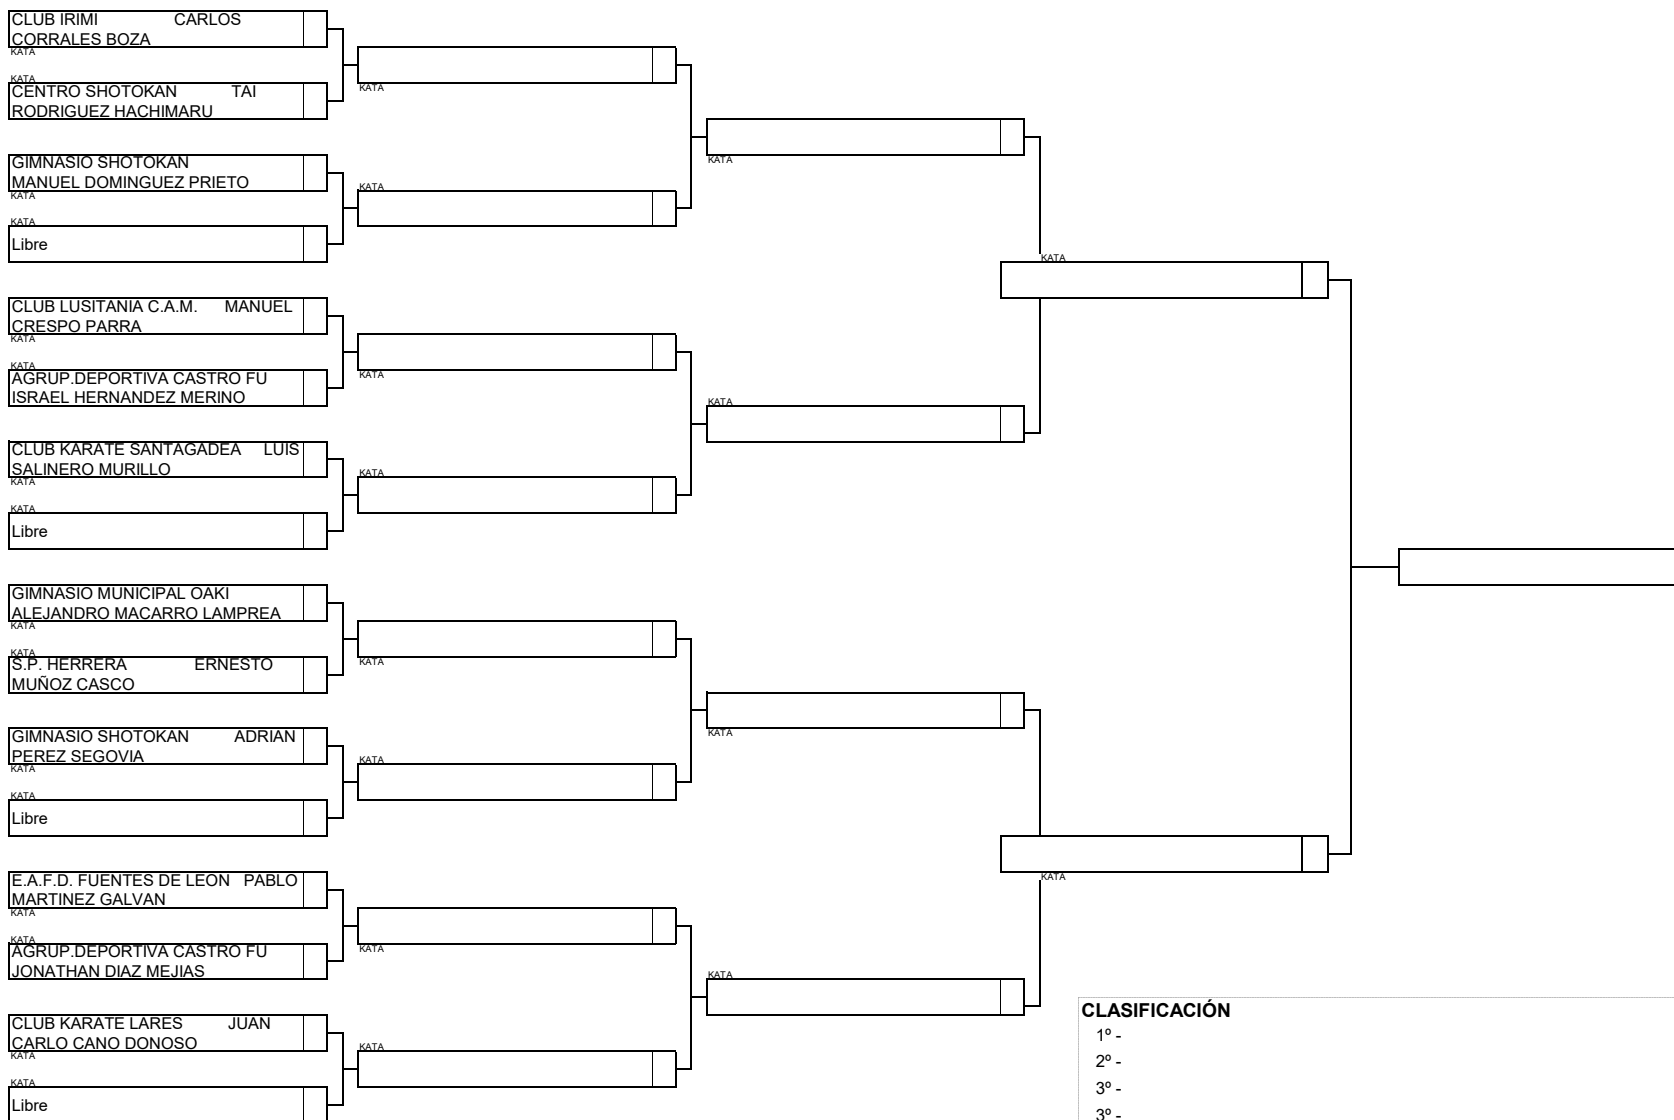 CLUB IRIMI CARLOS
CORRALES BOZA
KATA
KATA
CENTRO SHOTOKAN TAI
RODRIGUEZ HACHIMARU
GIMNASIO SHOTOKAN
MANUEL DOMINGUEZ PRIETO
KATA
KATA
Libre
CLUB LUSITANIA C.A.M. MANUEL
CRESPO PARRA
KATA
KATA
AGRUP.DEPORTIVA CASTRO FU
ISRAEL HERNANDEZ MERINO
CLUB KARATE SANTAGADEA LUIS
SALINERO MURILLO
KATA
KATA
Libre
GIMNASIO MUNICIPAL OAKI
ALEJANDRO MACARRO LAMPREA
KATA
KATA
S.P. HERRERA ERNESTO
MUÑOZ CASCO
GIMNASIO SHOTOKAN ADRIAN
PEREZ SEGOVIA
KATA
KATA
Libre
E.A.F.D. FUENTES DE LEON PABLO
MARTINEZ GALVAN
KATA
KATA
AGRUP.DEPORTIVA CASTRO FU
JONATHAN DIAZ MEJIAS
CLUB KARATE LARES JUAN
CARLO CANO DONOSO
KATA
KATA
Libre
KATA
KATA
KATA
KATA
KATA
KATA
KATA
KATA
KATA
KATA
KATA
KATA
KATA
KATA
CLASIFICACIÓN
1º -
2º -
3º -
3º -